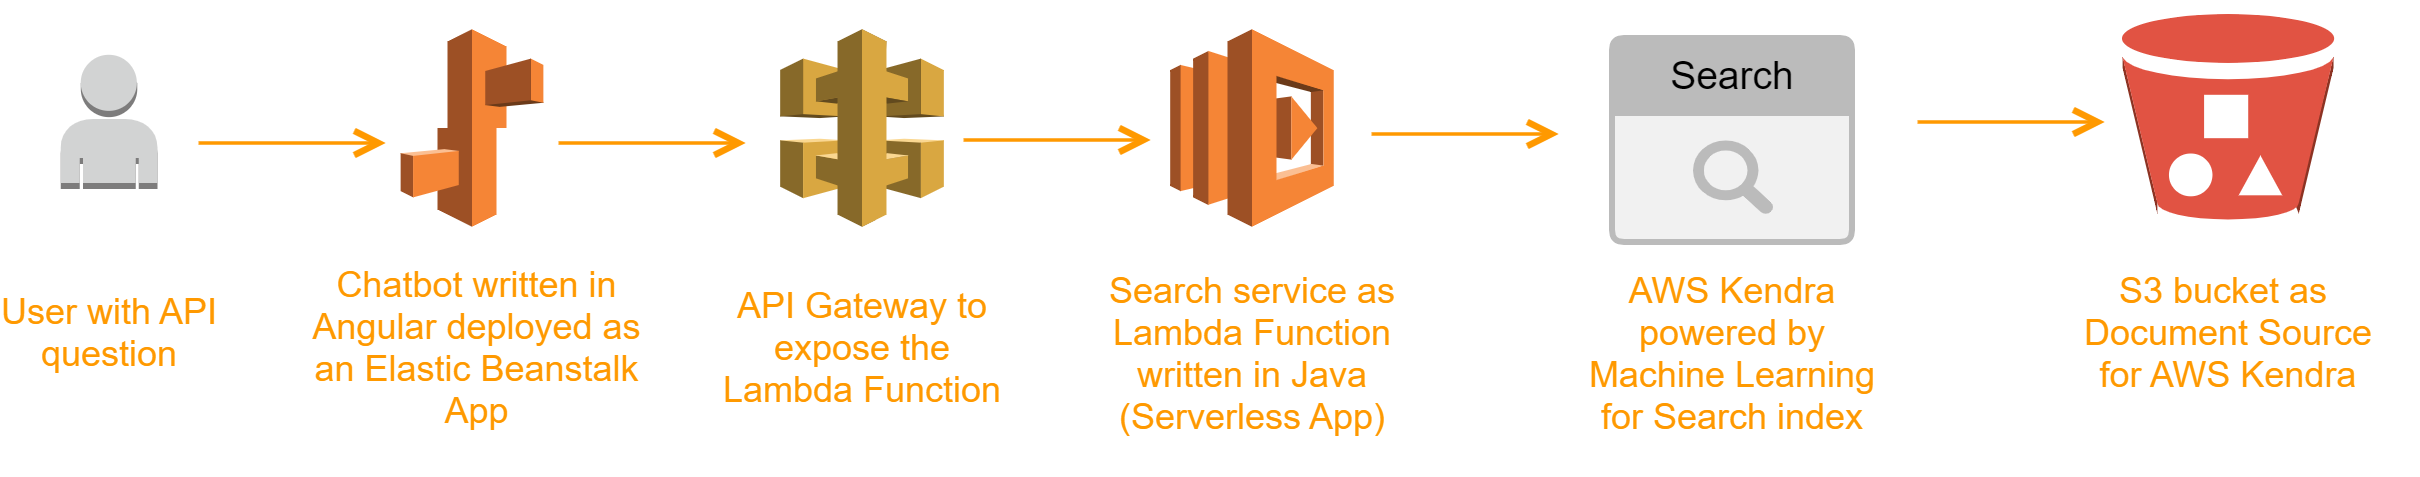 Search
User with API
question
Chatbot written in
Angular deployed as
an Elastic Beanstalk
App
API Gateway to
expose the
Lambda Function
Search service as
Lambda Function
written in Java
(Serverless App)
AWS Kendra
powered by
Machine Learning
for Search index
S3 bucket as
Document Source
for AWS Kendra